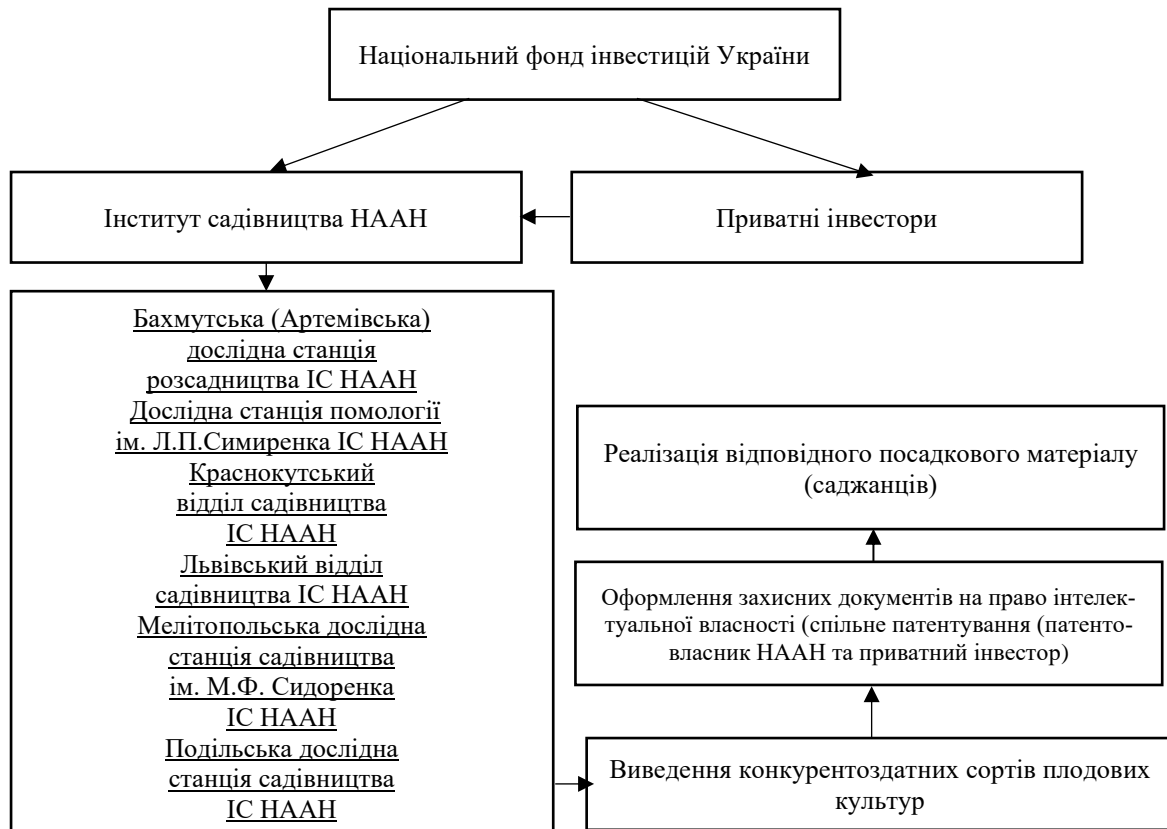 Національний фонд інвестицій України
Інститут садівництва НААН
Приватні інвестори
Бахмутська (Артемівська)
дослідна станція
розсадництва ІС НААН
Дослідна станція помології
ім. Л.П.Симиренка ІС НААН
Краснокутський
відділ садівництва
ІС НААН
Львівський відділ
садівництва ІС НААН
Мелітопольська дослідна
станція садівництва
ім. М.Ф. Сидоренка
ІС НААН
Подільська дослідна
станція садівництва
ІС НААН
Реалізація відповідного посадкового матеріалу
(саджанців)
Оформлення захисних документів на право інтелек-
туальної власності (спільне патентування (патенто-
власник НААН та приватний інвестор)
Виведення конкурентоздатних сортів плодових
культур